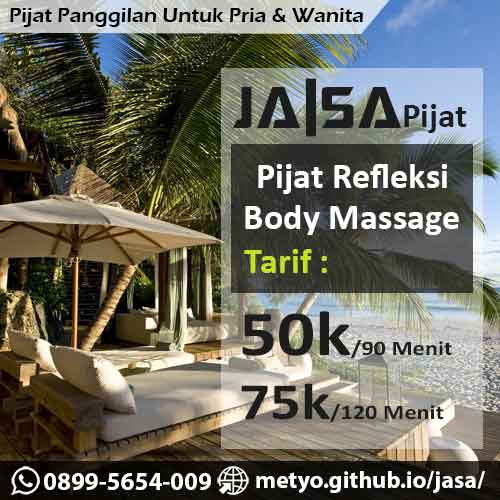 Pijat Panggilan Untuk Pria & Wanita
JA|SA Pijat
Pijat Refleksi
Body Massage
Tarif :
50k/90 Menit
75k/120 Menit
0899-5654-009 metyo.github.io/jasa/